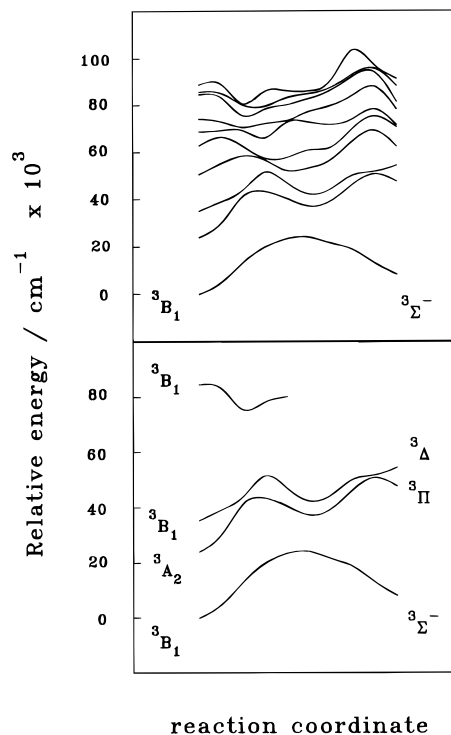 Relative energy / cm⁻¹ x 10³
100
80
60
40
20
0
³B₁
³Σ⁻
³B₁
80
60
40
20
0
³Δ
³Π
³B₁
³A₂
³B₁
³Σ⁻
reaction coordinate